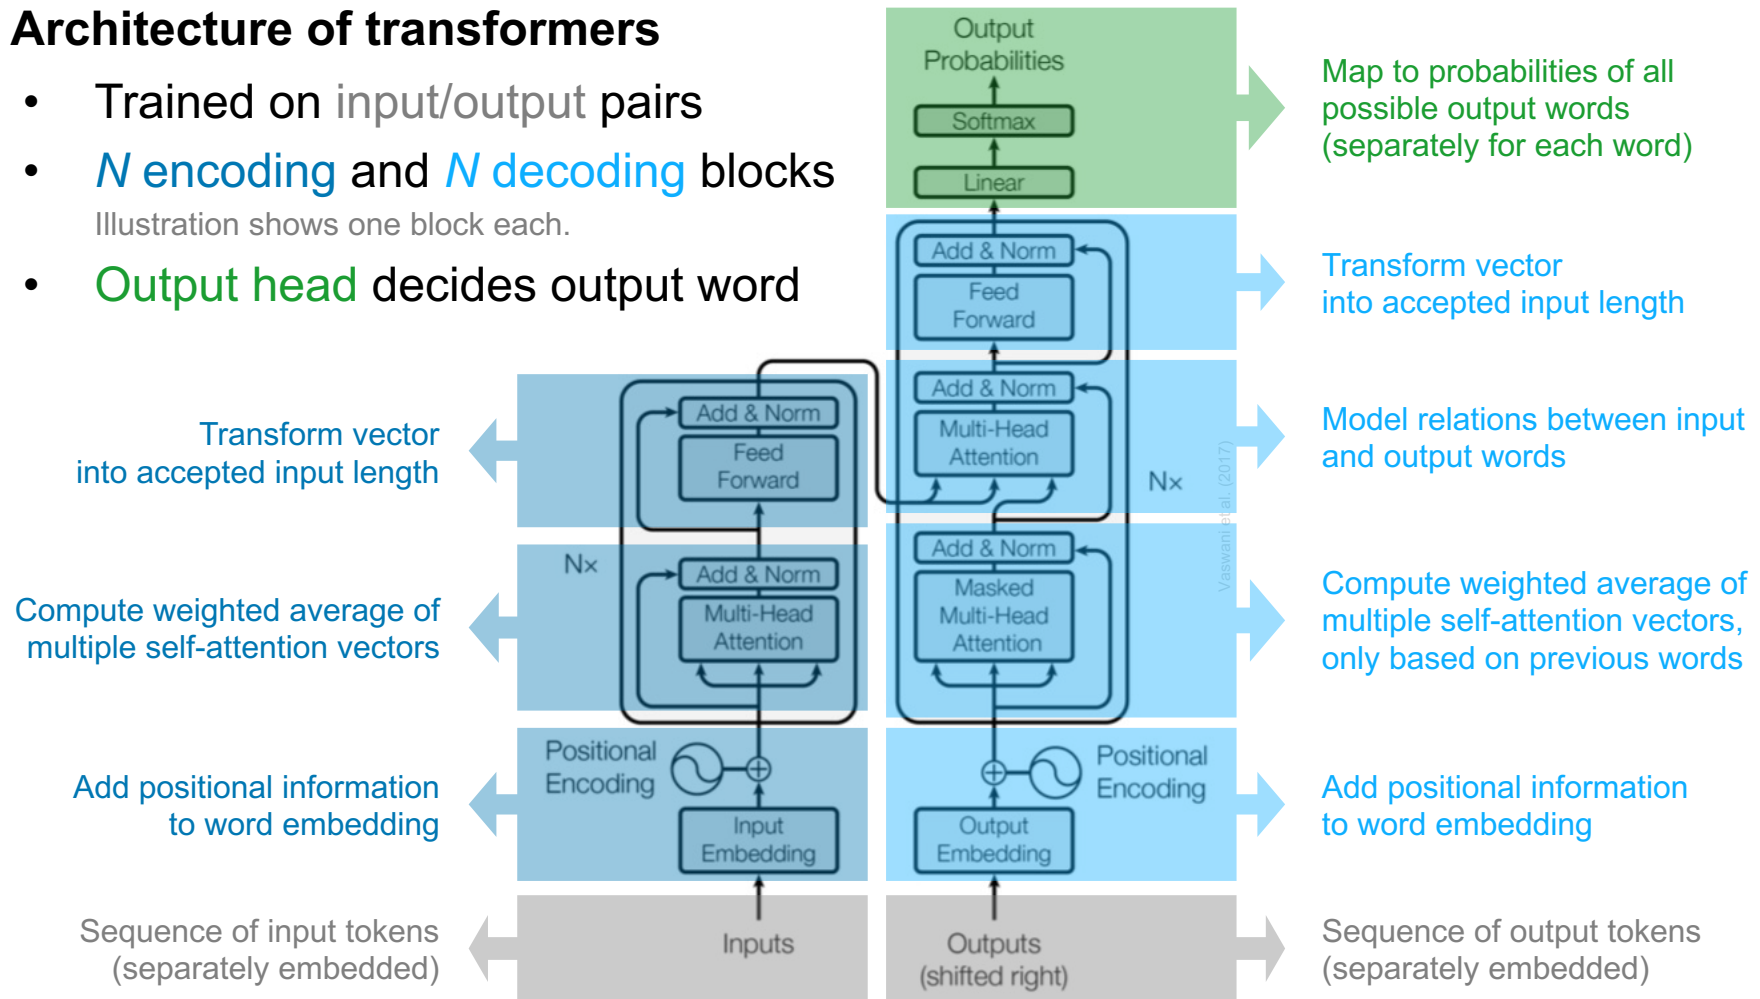 Architecture of transformers
• Trained on input/output pairs
• N encoding and N decoding blocks
Illustration shows one block each.
• Output head decides output word
Output
Probabilities
Softmax
Linear
Map to probabilities of all
possible output words
(separately for each word)
Add & Norm
Feed
Forward
Transform vector
into accepted input length
Add & Norm
Multi-Head
Attention
N×
Model relations between input
and output words
Vaswani et al. (2017)
Add & Norm
Masked
Multi-Head
Attention
Compute weighted average of
multiple self-attention vectors,
only based on previous words
Positional
Encoding
Output
Embedding
Add positional information
to word embedding
Outputs
(shifted right)
Sequence of output tokens
(separately embedded)
Transform vector
into accepted input length
Add & Norm
Feed
Forward
N×
Compute weighted average of
multiple self-attention vectors
Add & Norm
Multi-Head
Attention
Add positional information
to word embedding
Positional
Encoding
Input
Embedding
Sequence of input tokens
(separately embedded)
Inputs